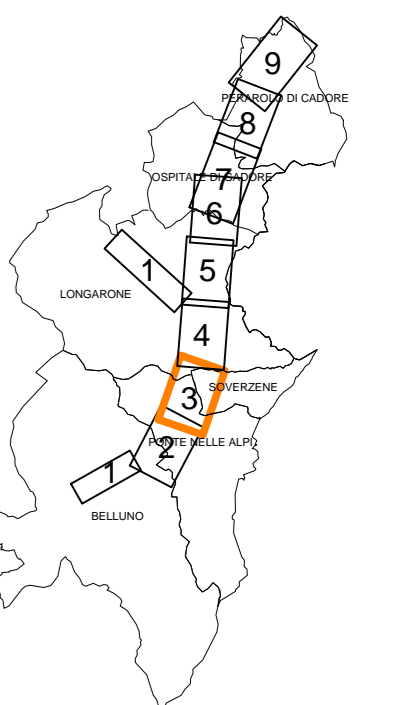 9
PERAROLO DI CADORE
8
OSPITALE DI CADORE
7
6
5
1
LONGARONE
4
SOVERZENE
3
PONTE NELLE ALPI
2
1
BELLUNO